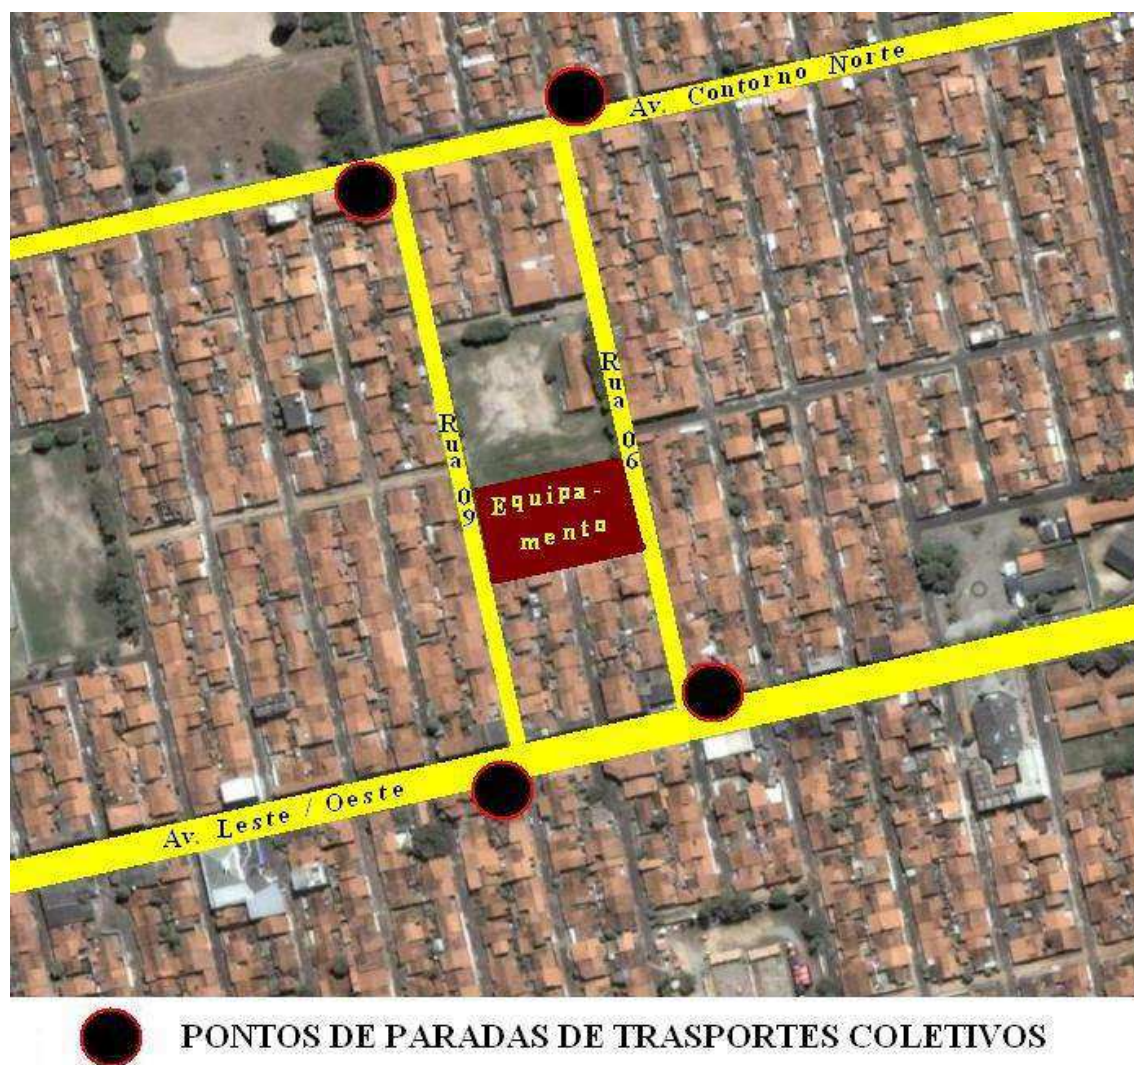 Av. Contorno Norte
Rua 06
Rua 09
Equipa-
mento
Av. Leste / Oeste
PONTOS DE PARADAS DE TRASPORTES COLETIVOS